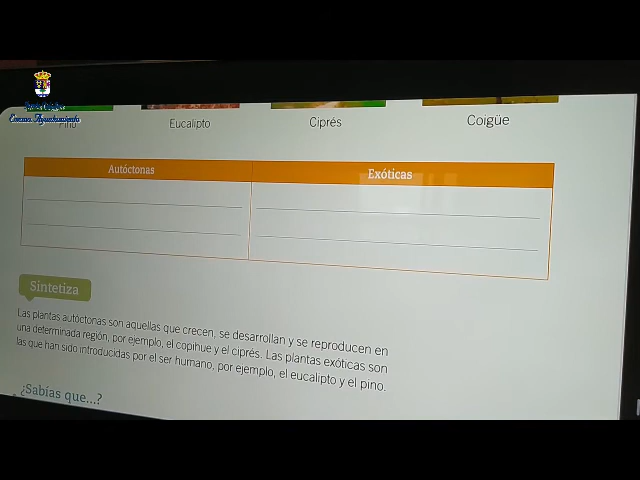 Pino
Eucalipto
Ciprés
Coigüe
Autóctonas
Exóticas
Sintetiza
Las plantas autóctonas son aquellas que crecen, se desarrollan y se reproducen en
una determinada región, por ejemplo, el copihue y el ciprés. Las plantas exóticas son
las que han sido introducidas por el ser humano, por ejemplo, el eucalipto y el pino.
¿Sabías que...?